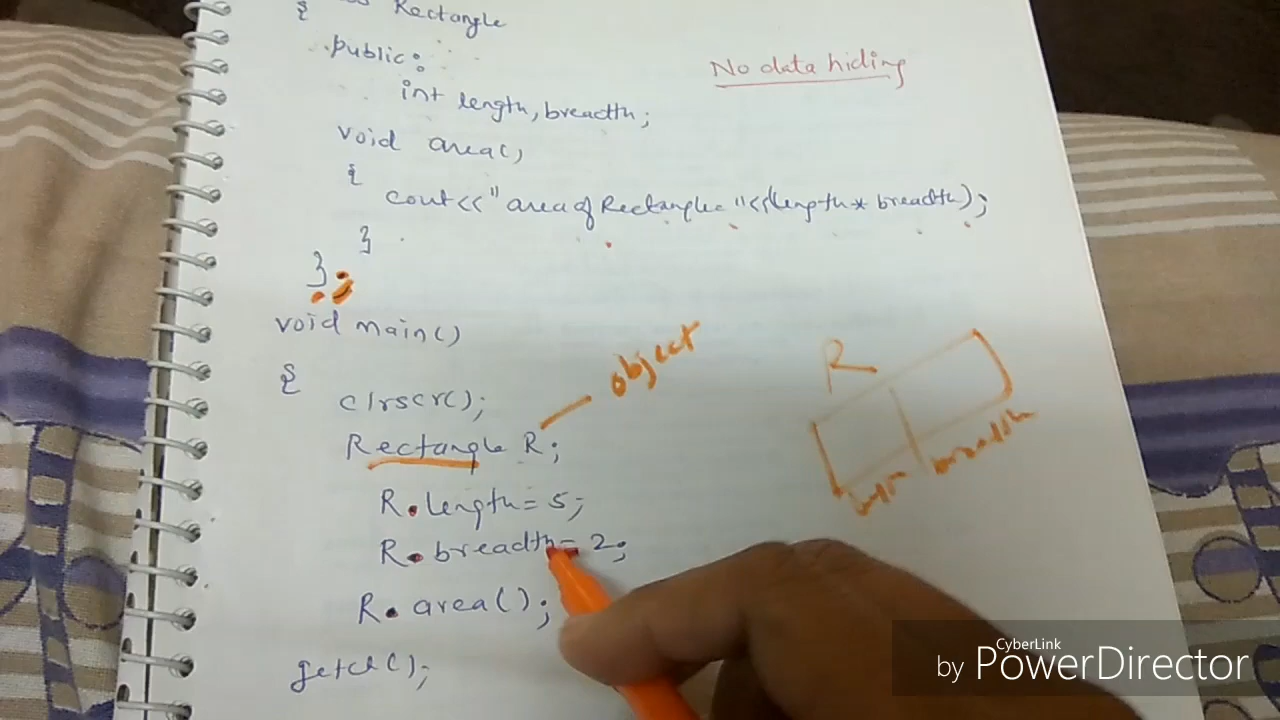 { Rectangle
public:
No data hiding
int length, breadth;
void area()
{
cout<<"area of Rectangle="<<(length * breadth);
}
};
void main()
{
clrscr();
object
R
Rectangle R;
R.length=5;
R.breadth=2;
breadth
R.area();
getch();
CyberLink
by PowerDirector